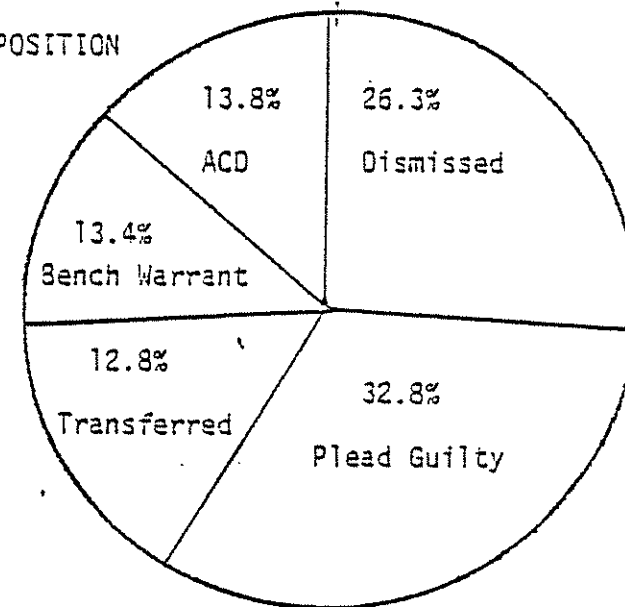 POSITION
13.8%
ACD
26.3%
Dismissed
13.4%
Bench Warrant
12.8%
Transferred
32.8%
Plead Guilty